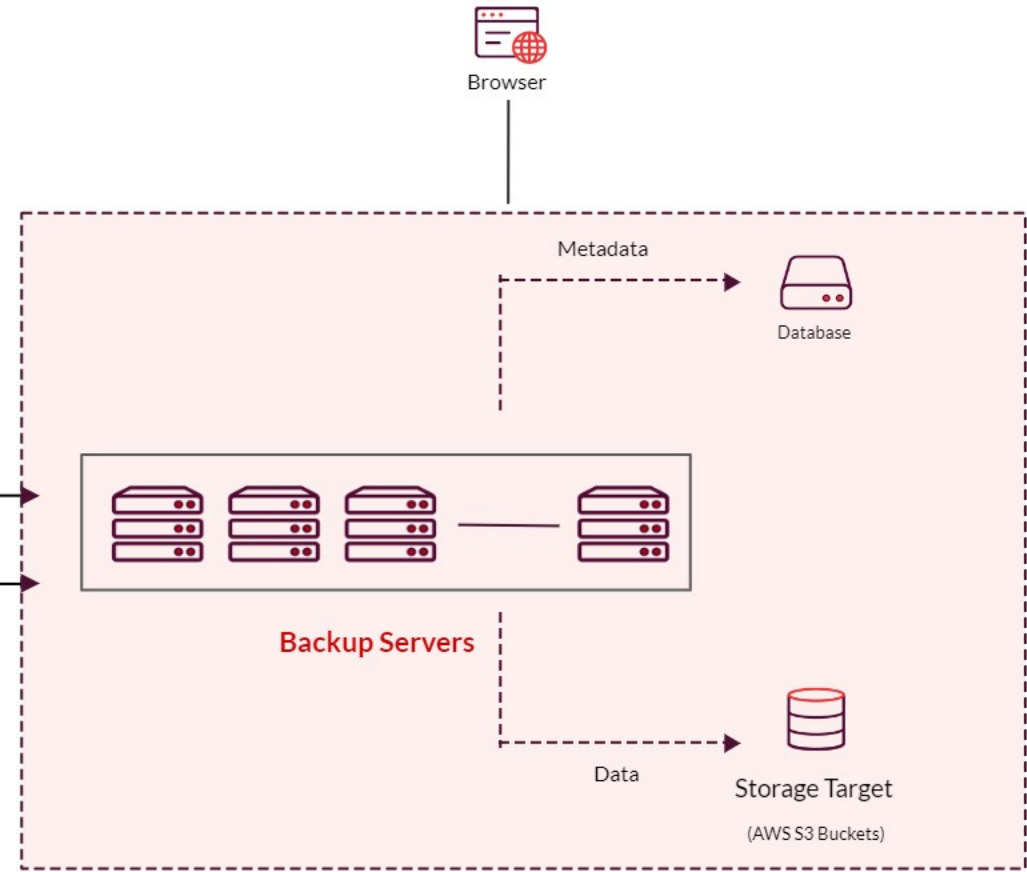 Browser
Metadata
Database
Backup Servers
Data
Storage Target
(AWS S3 Buckets)